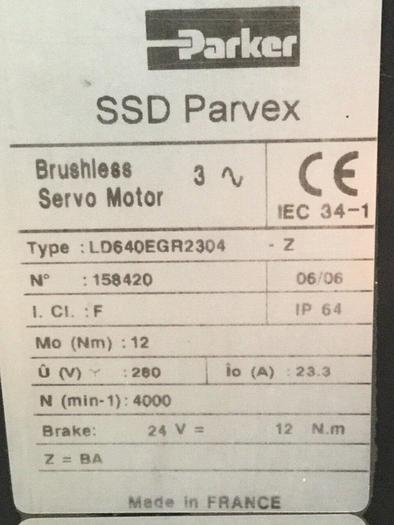 Parker
SSD Parvex
Brushless 3 ∿
Servo Motor
CE
IEC 34-1
Type : LD640EGR2304 - Z
N° : 158420 06/06
I. Cl. : F IP 64
Mo (Nm) : 12
Û (V) Y : 280 Îo (A) : 23.3
N (min-1) : 4000
Brake: 24 V = 12 N.m
Z = BA
Made in FRANCE